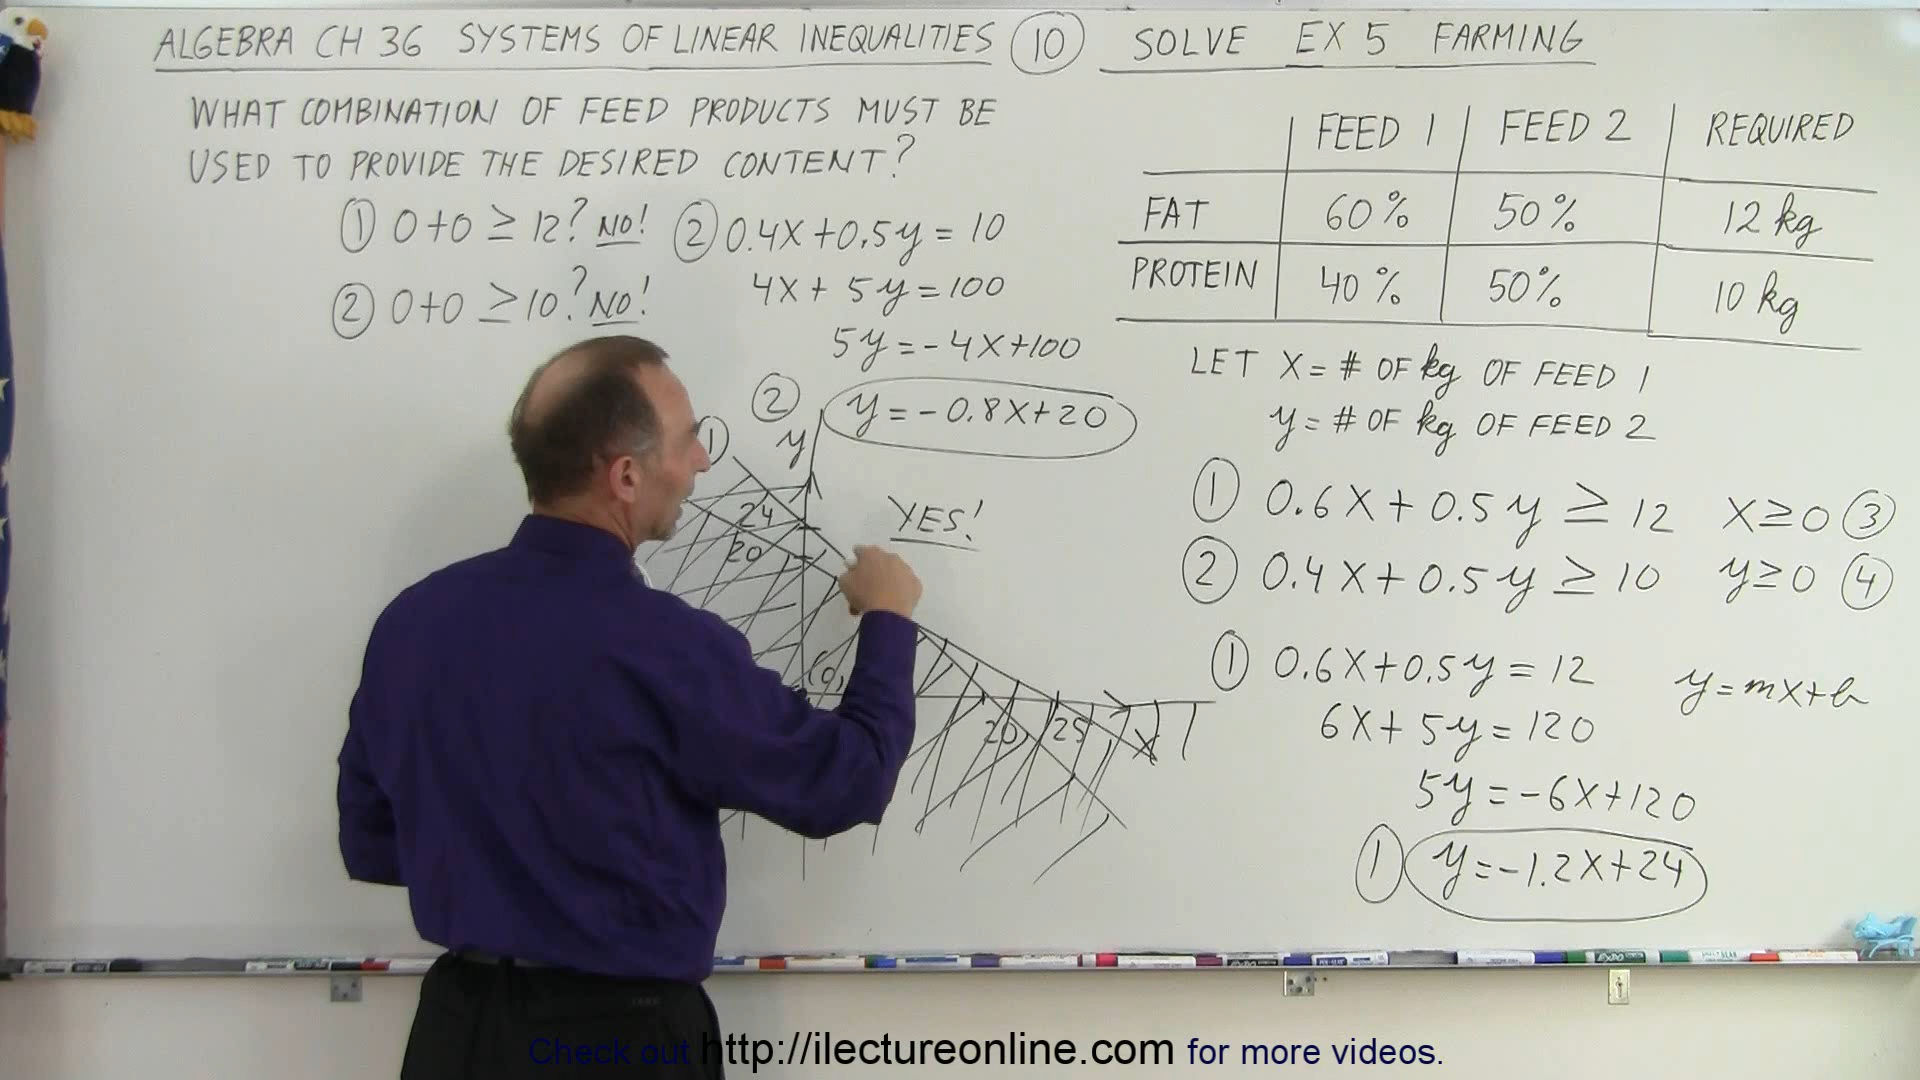 ALGEBRA CH 36 SYSTEMS OF LINEAR INEQUALITIES 10 SOLVE EX 5 FARMING
WHAT COMBINATION OF FEED PRODUCTS MUST BE
USED TO PROVIDE THE DESIRED CONTENT?
① 0+0 ≥ 12? NO!
② 0+0 ≥ 10? NO!
② 0.4X+0.5y = 10
4X + 5y = 100
5y = -4X+100
② y = -0.8X+20
① y
24
20
YES!
(0,
20
25
X
FEED 1 FEED 2 REQUIRED
FAT 60% 50% 12 kg
PROTEIN 40% 50% 10 kg
LET X = # OF kg OF FEED 1
y = # OF kg OF FEED 2
① 0.6X + 0.5y ≥ 12 X ≥ 0 ③
② 0.4X + 0.5y ≥ 10 y ≥ 0 ④
① 0.6X+0.5y = 12
y = mX+b
6X + 5y = 120
5y = -6X+120
① y = -1.2X+24
Check out http://ilectureonline.com for more videos.